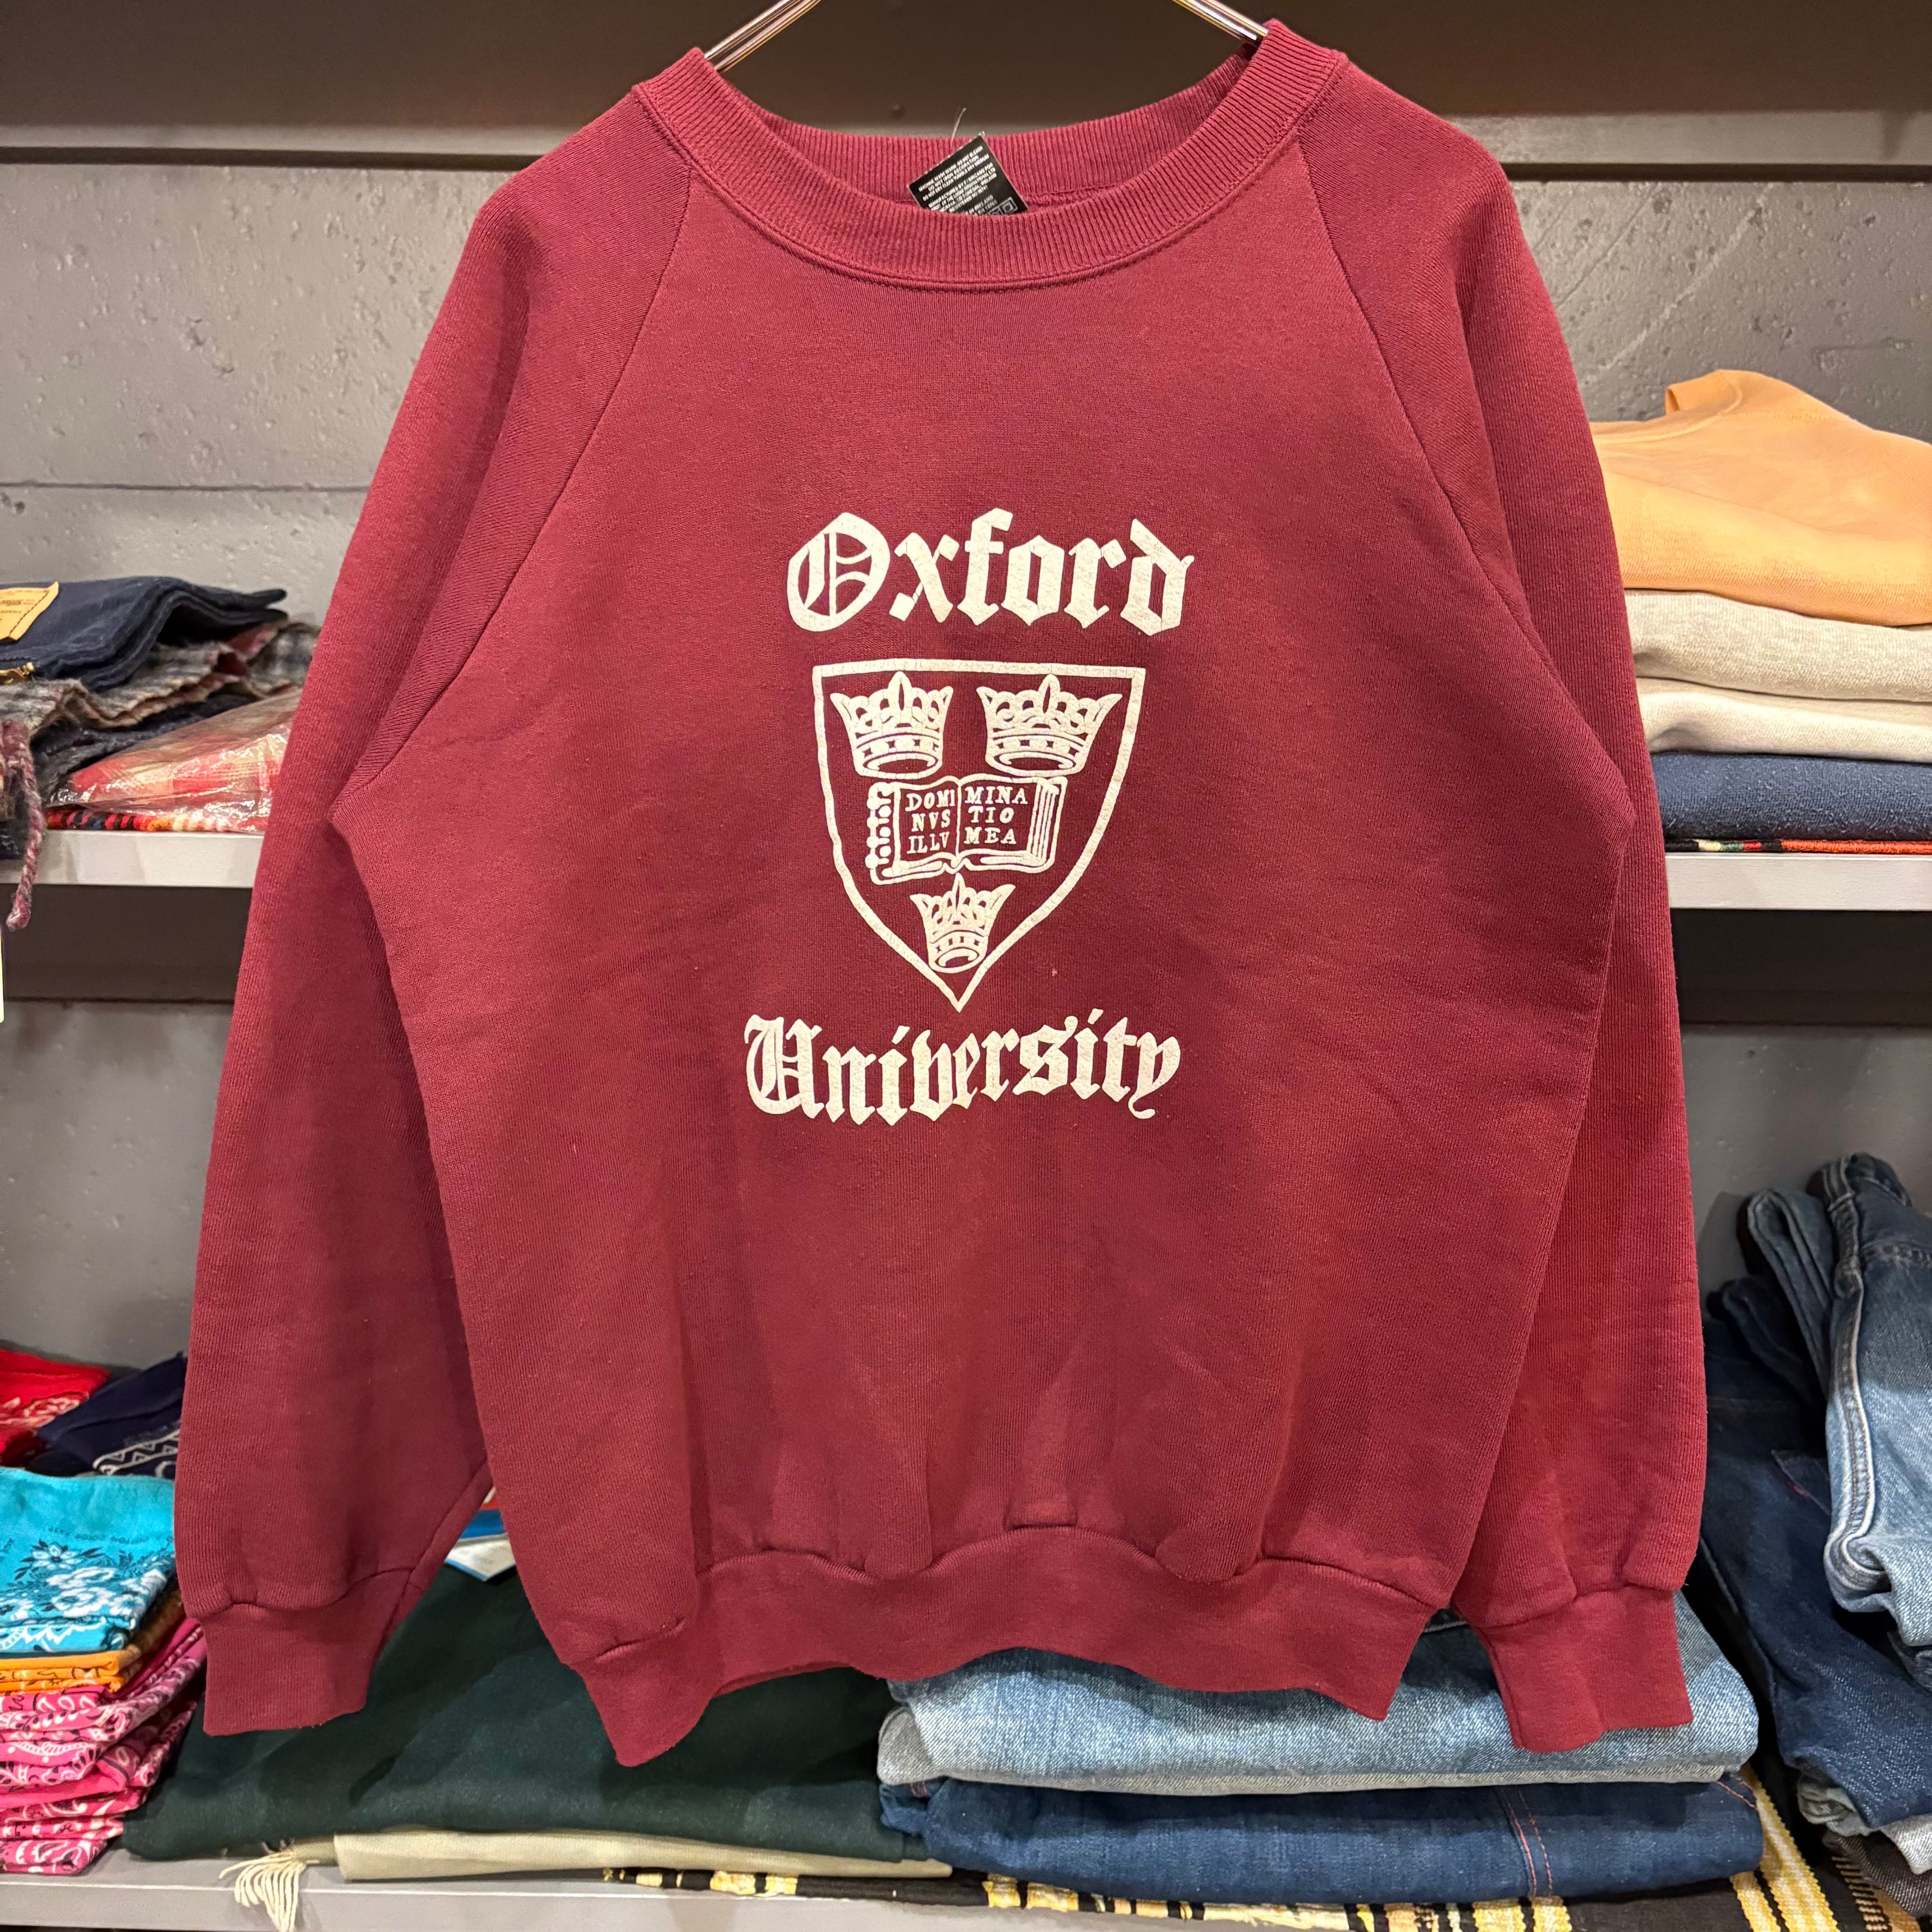 Oxford
DOMI MINA
NVS TIO
ILLV MEA
University